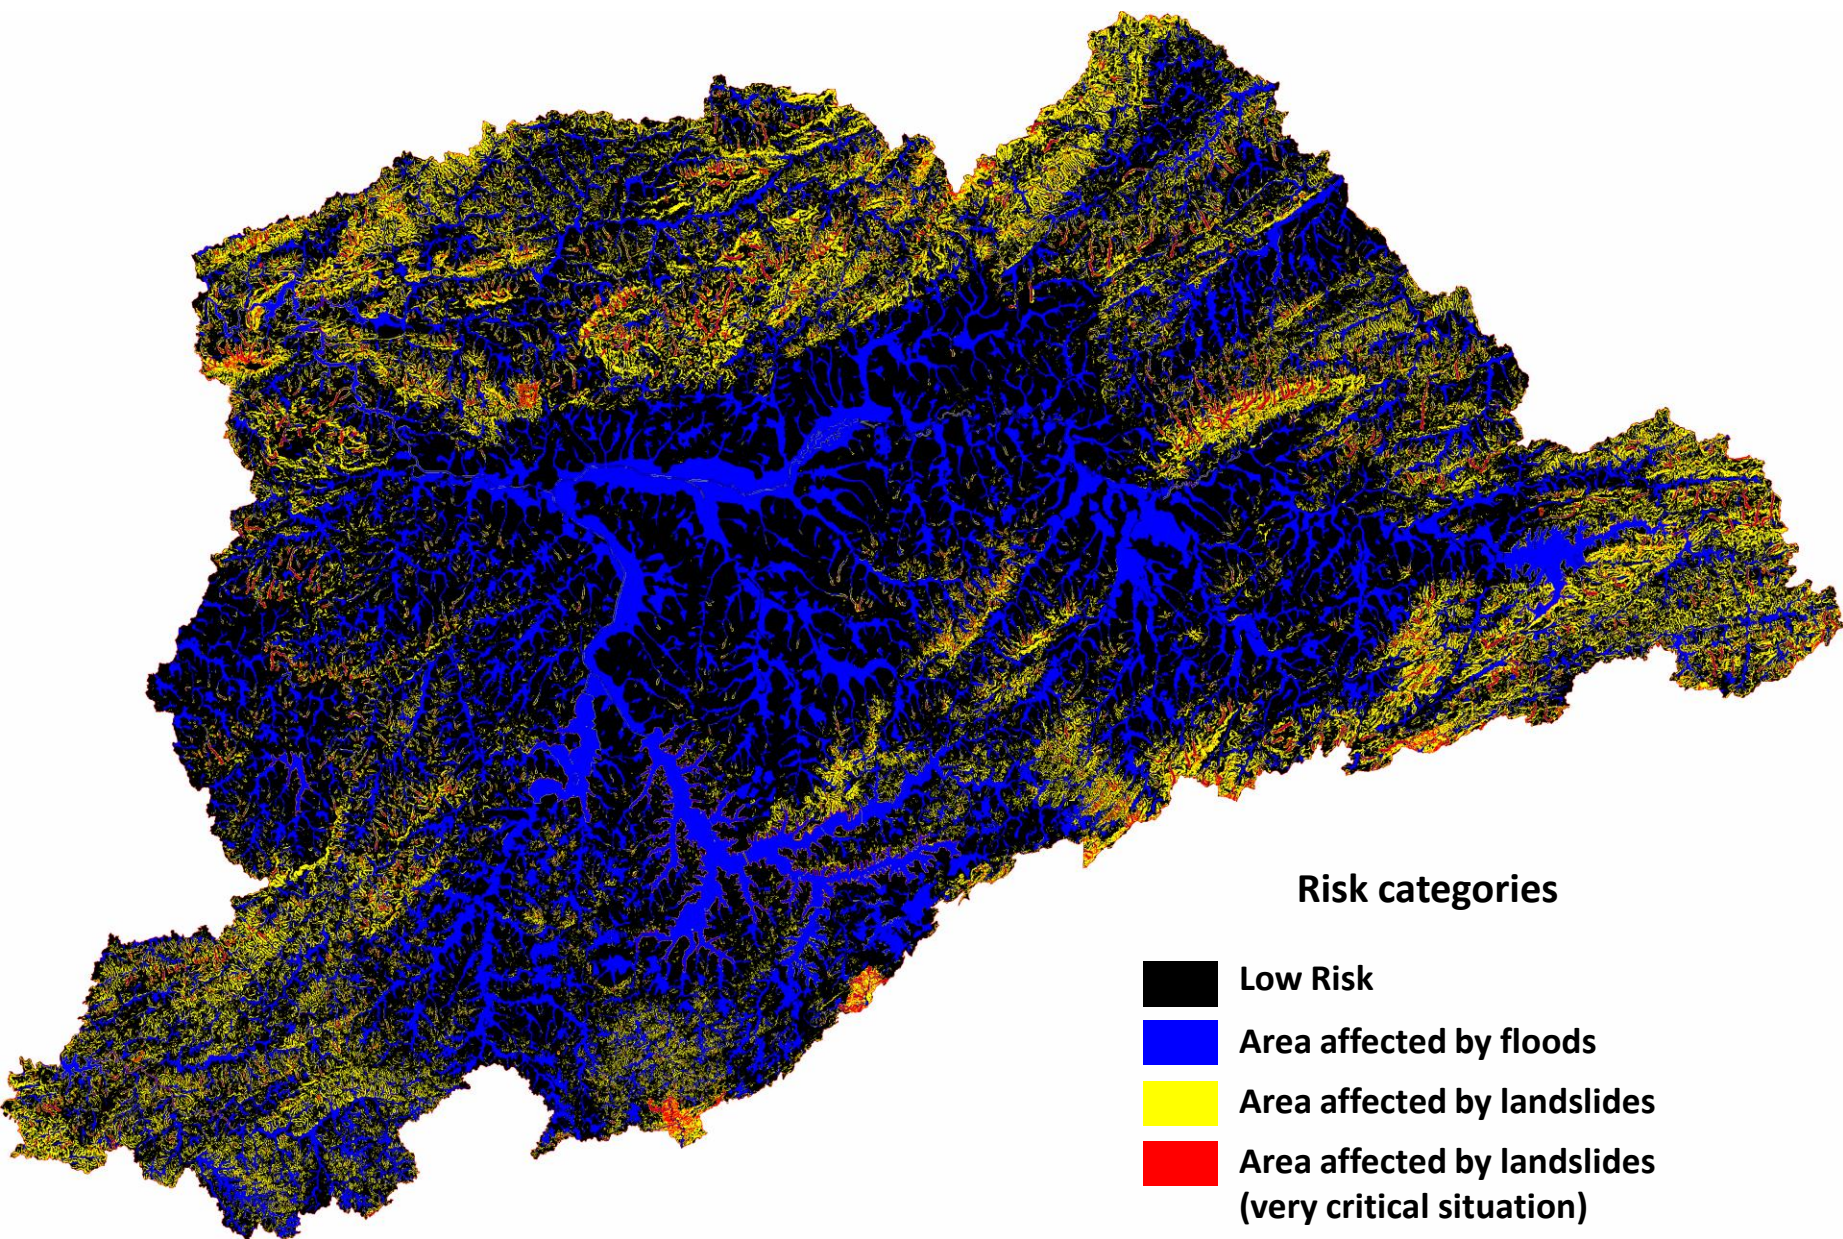 Risk categories
Low Risk
Area affected by floods
Area affected by landslides
Area affected by landslides
(very critical situation)